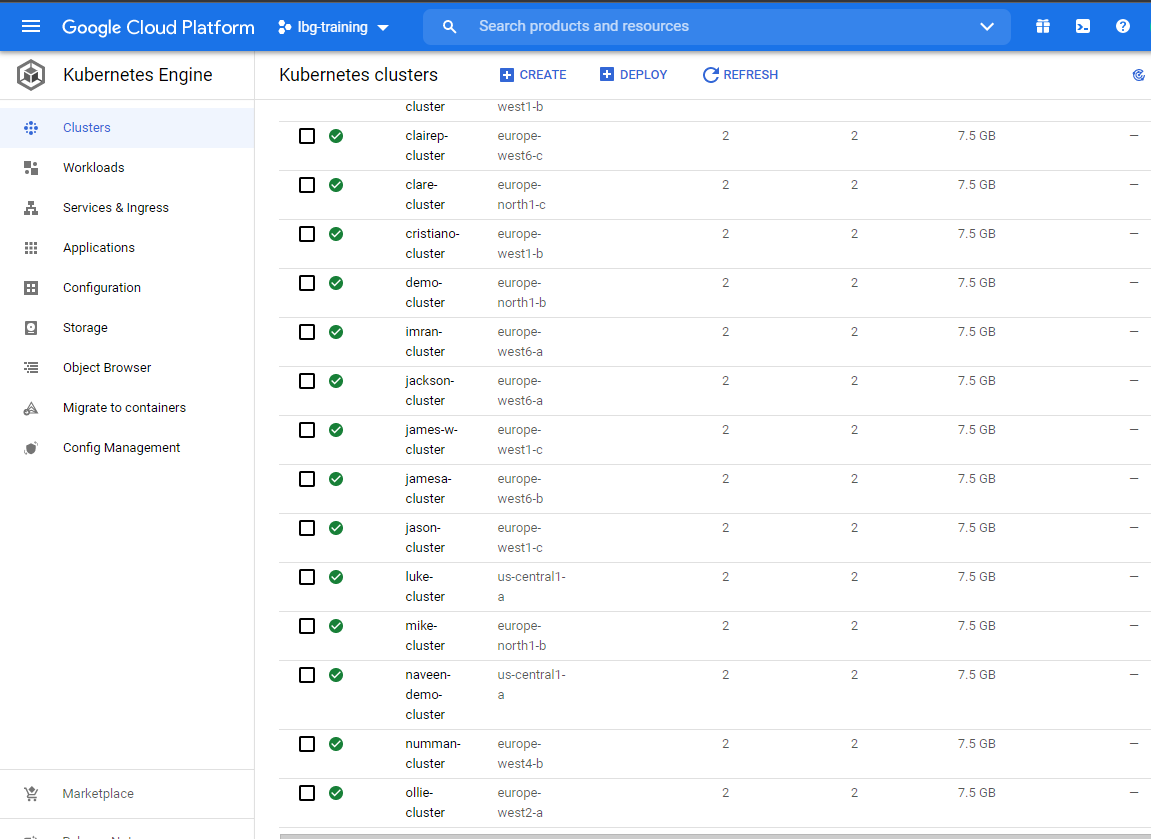 Google Cloud Platform lbg-training Search products and resources
Kubernetes Engine
Clusters
Workloads
Services & Ingress
Applications
Configuration
Storage
Object Browser
Migrate to containers
Config Management
Marketplace
Kubernetes clusters CREATE DEPLOY REFRESH
cluster west1-b
clairep- europe- 2 2 7.5 GB —
cluster west6-c
clare- europe- 2 2 7.5 GB —
cluster north1-c
cristiano- europe- 2 2 7.5 GB —
cluster west1-b
demo- europe- 2 2 7.5 GB —
cluster north1-b
imran- europe- 2 2 7.5 GB —
cluster west6-a
jackson- europe- 2 2 7.5 GB —
cluster west6-a
james-w- europe- 2 2 7.5 GB —
cluster west1-c
jamesa- europe- 2 2 7.5 GB —
cluster west6-b
jason- europe- 2 2 7.5 GB —
cluster west1-c
luke- us-central1- 2 2 7.5 GB —
cluster a
mike- europe- 2 2 7.5 GB —
cluster north1-b
naveen- us-central1- 2 2 7.5 GB —
demo- a
cluster
numman- europe- 2 2 7.5 GB —
cluster west4-b
ollie- europe- 2 2 7.5 GB —
cluster west2-a